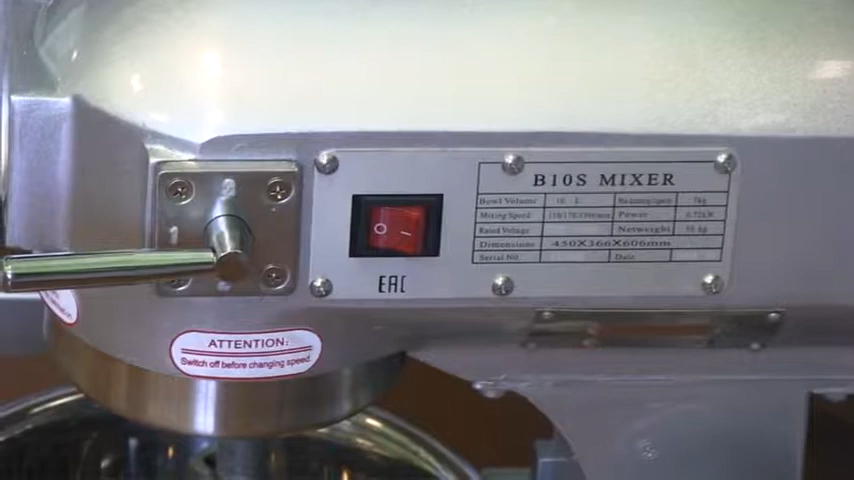 B10S MIXER
Bowl Volume 10 L
Mixing Speed Power
Rated Voltage Netweight
Dimensions 450X366X606mm
Serial NO. Date
EAC
ATTENTION:
Switch off before changing speed